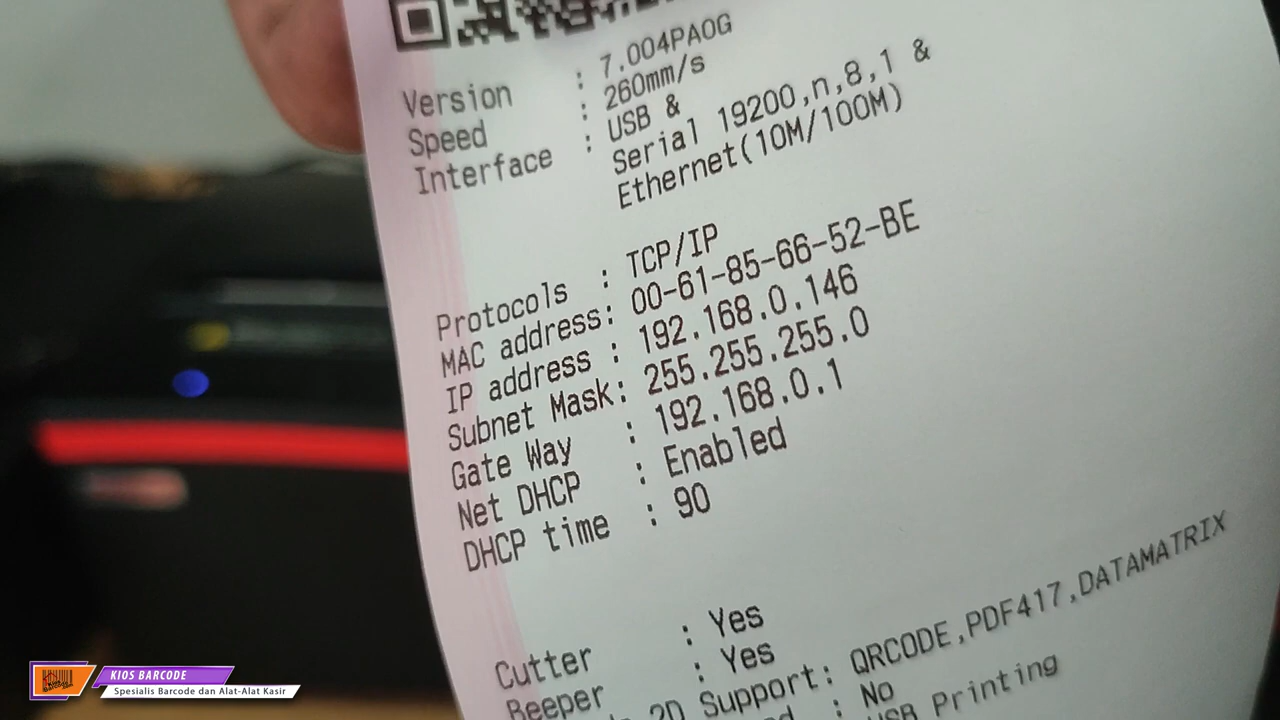 Version : 7.004PAOG
Speed : 260mm/s
Interface : USB &
Serial 19200,n,8,1 &
Ethernet(10M/100M)
Protocols : TCP/IP
MAC address: 00-61-85-66-52-BE
IP address : 192.168.0.146
Subnet Mask: 255.255.255.0
Gate Way : 192.168.0.1
Net DHCP : Enabled
DHCP time : 90
Cutter : Yes
Beeper : Yes
2D Support: QRCODE,PDF417,DATAMATRIX
: No
USB Printing
KIOS BARCODE
Spesialis Barcode dan Alat-Alat Kasir